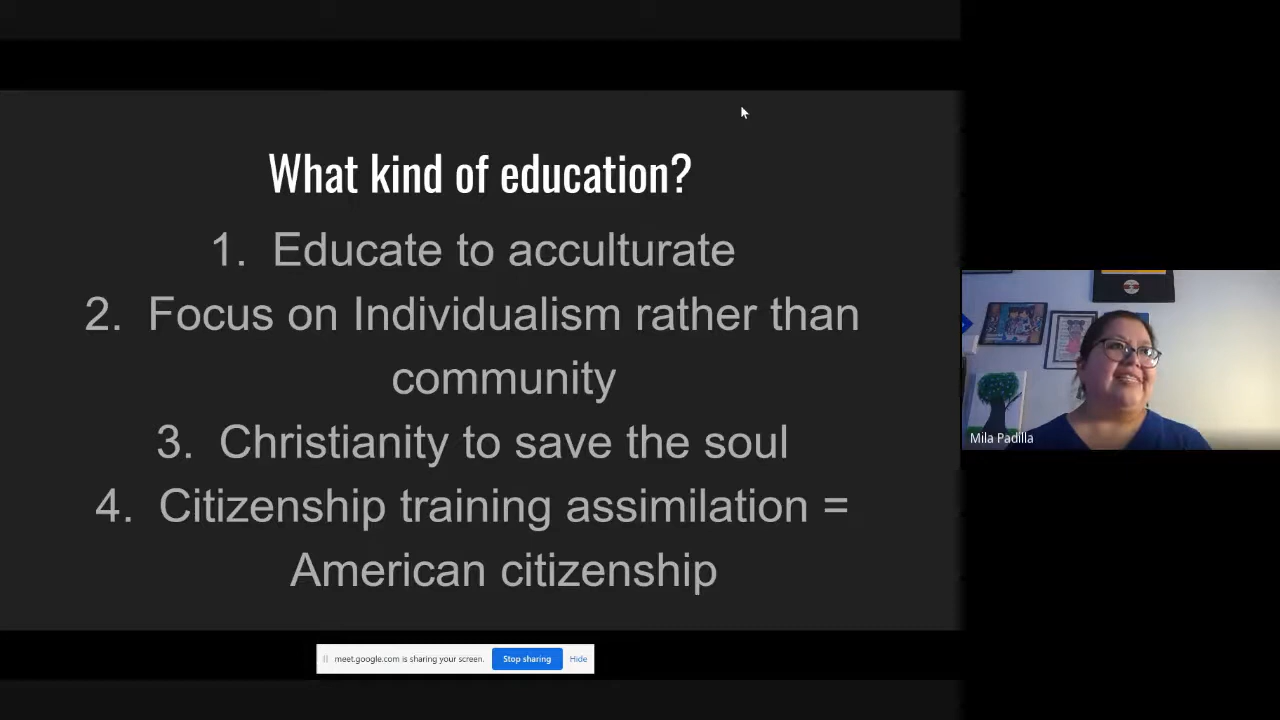 What kind of education?
1. Educate to acculturate
2. Focus on Individualism rather than
community
3. Christianity to save the soul
4. Citizenship training assimilation =
American citizenship
Mila Padilla
meet.google.com is sharing your screen.
Stop sharing
Hide